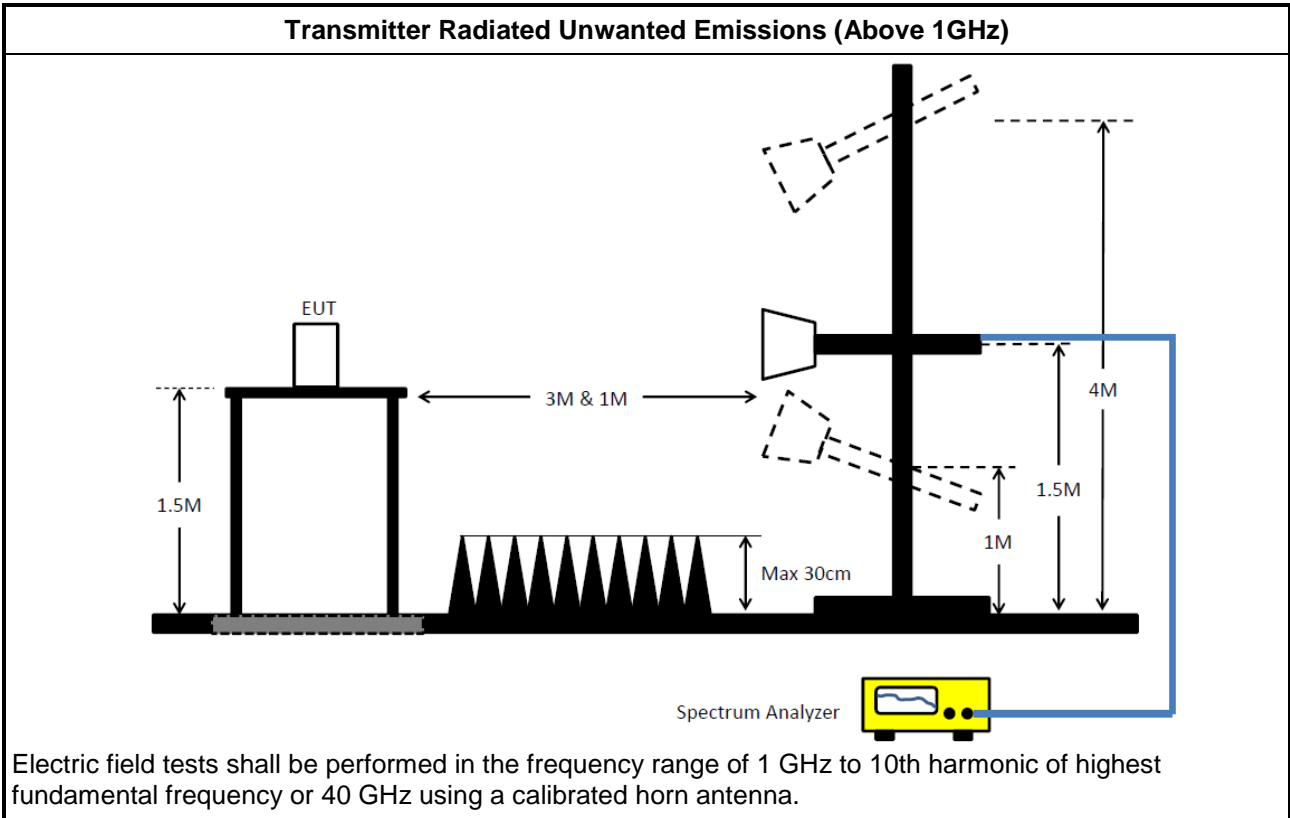 Transmitter Radiated Unwanted Emissions (Above 1GHz)
EUT
3M & 1M
4M
1.5M
1.5M
1M
Max 30cm
Spectrum Analyzer
Electric field tests shall be performed in the frequency range of 1 GHz to 10th harmonic of highest
fundamental frequency or 40 GHz using a calibrated horn antenna.